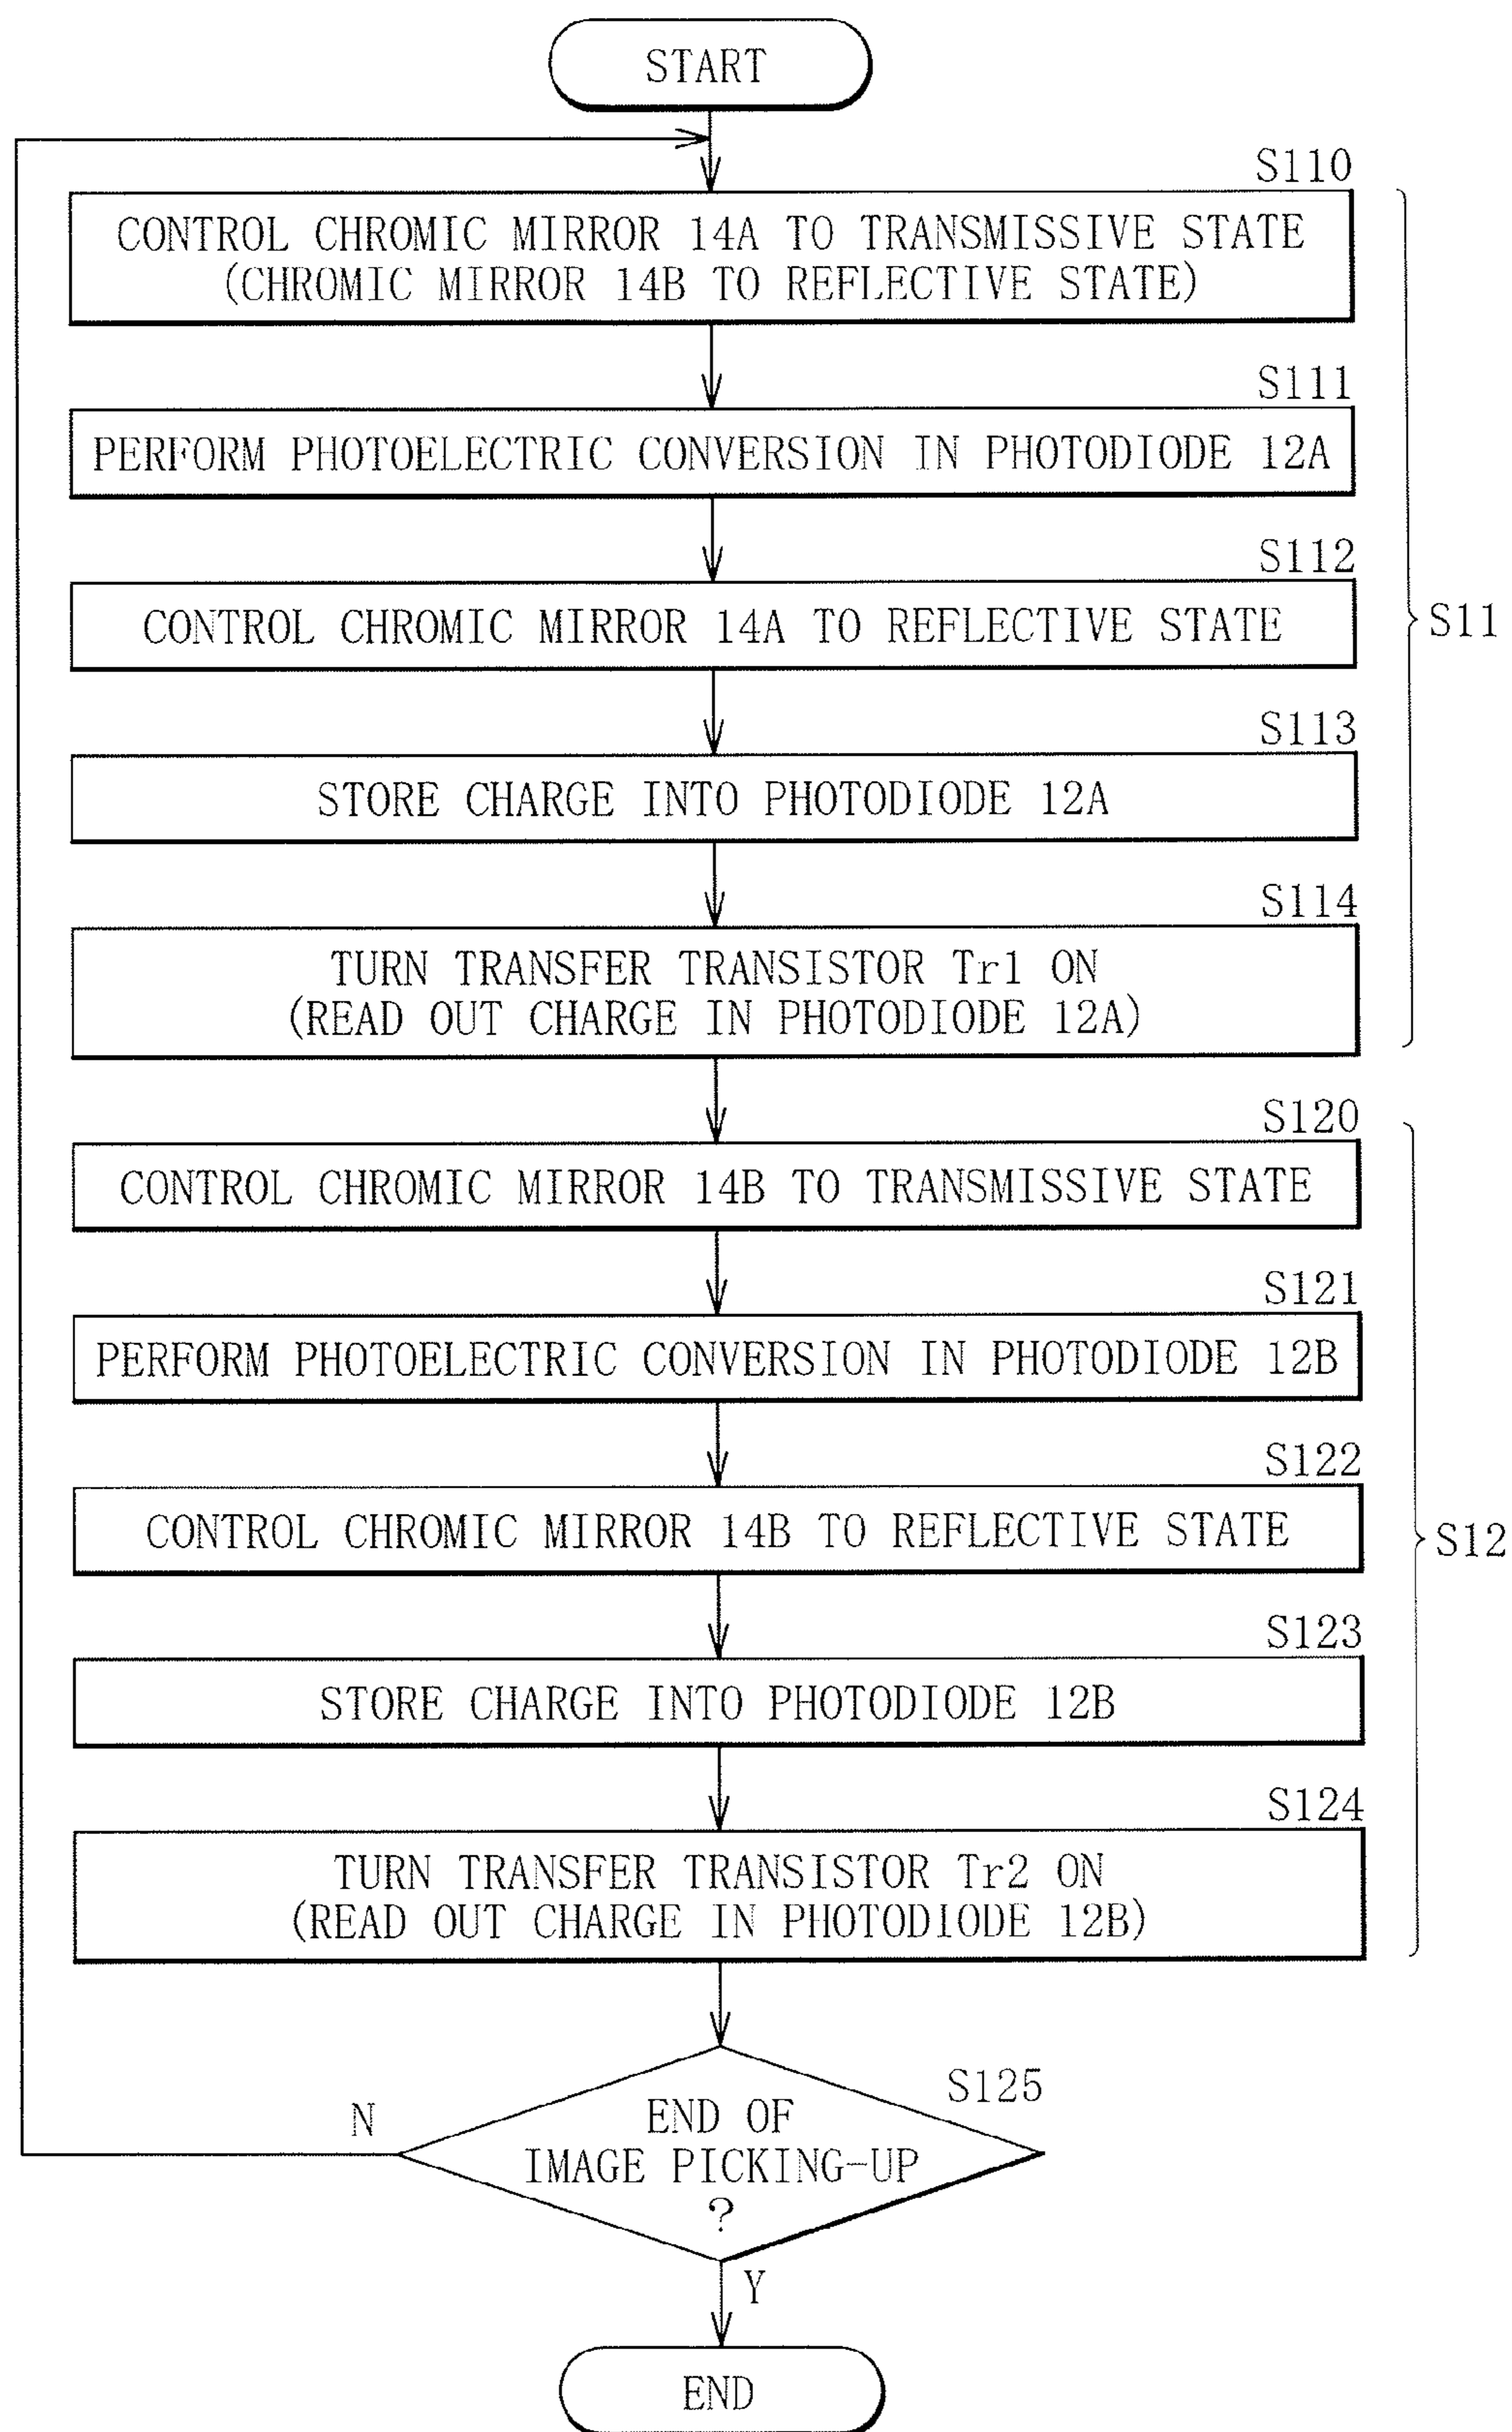 START
S110
CONTROL CHROMIC MIRROR 14A TO TRANSMISSIVE STATE
(CHROMIC MIRROR 14B TO REFLECTIVE STATE)
S111
PERFORM PHOTOELECTRIC CONVERSION IN PHOTODIODE 12A
S112
CONTROL CHROMIC MIRROR 14A TO REFLECTIVE STATE
S11
S113
STORE CHARGE INTO PHOTODIODE 12A
S114
TURN TRANSFER TRANSISTOR Tr1 ON
(READ OUT CHARGE IN PHOTODIODE 12A)
S120
CONTROL CHROMIC MIRROR 14B TO TRANSMISSIVE STATE
S121
PERFORM PHOTOELECTRIC CONVERSION IN PHOTODIODE 12B
S122
CONTROL CHROMIC MIRROR 14B TO REFLECTIVE STATE
S12
S123
STORE CHARGE INTO PHOTODIODE 12B
S124
TURN TRANSFER TRANSISTOR Tr2 ON
(READ OUT CHARGE IN PHOTODIODE 12B)
S125
N
END OF
IMAGE PICKING-UP
?
Y
END